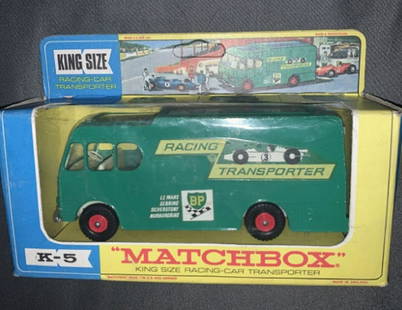 KING SIZE
RACING-CAR
TRANSPORTER
RACING
3
TRANSPORTER
LE MANS
SEBRING
SILVERSTONE
NURBURGRING
BP
K-5
"MATCHBOX"
KING SIZE RACING-CAR TRANSPORTER